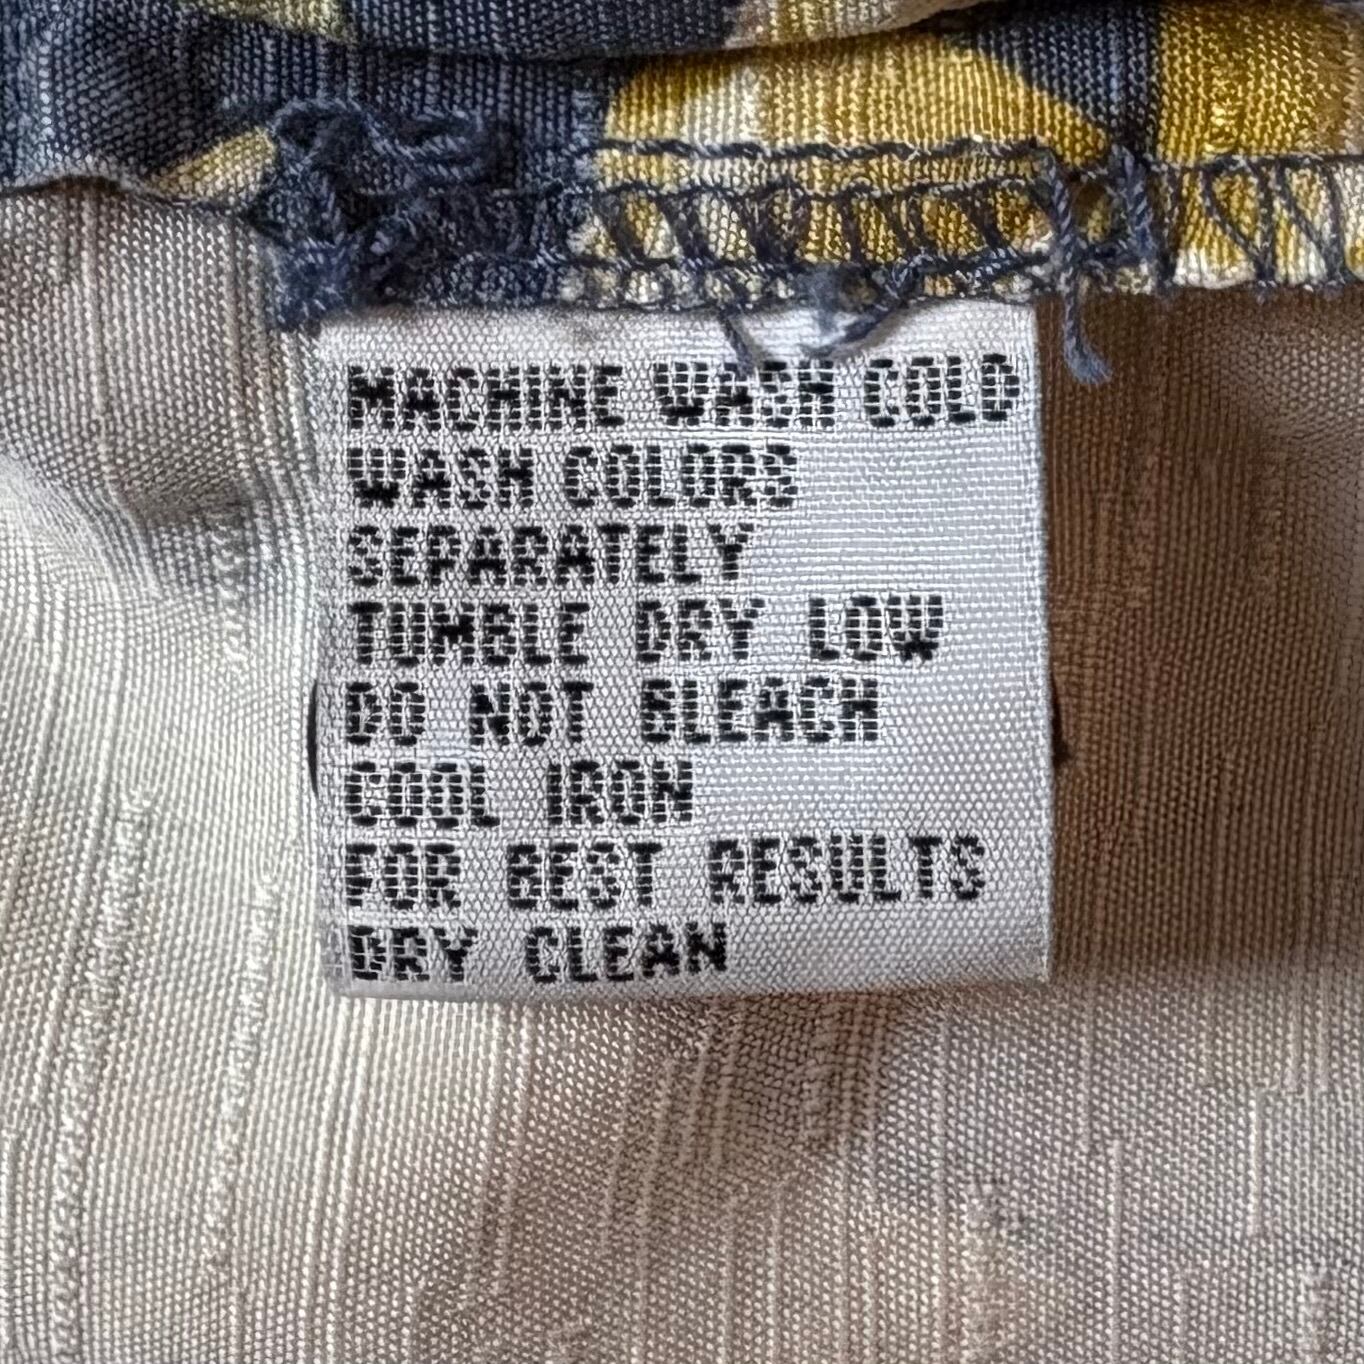 MACHINE WASH COLD
WASH COLORS
SEPARATELY
TUMBLE DRY LOW
DO NOT BLEACH
COOL IRON
FOR BEST RESULTS
DRY CLEAN